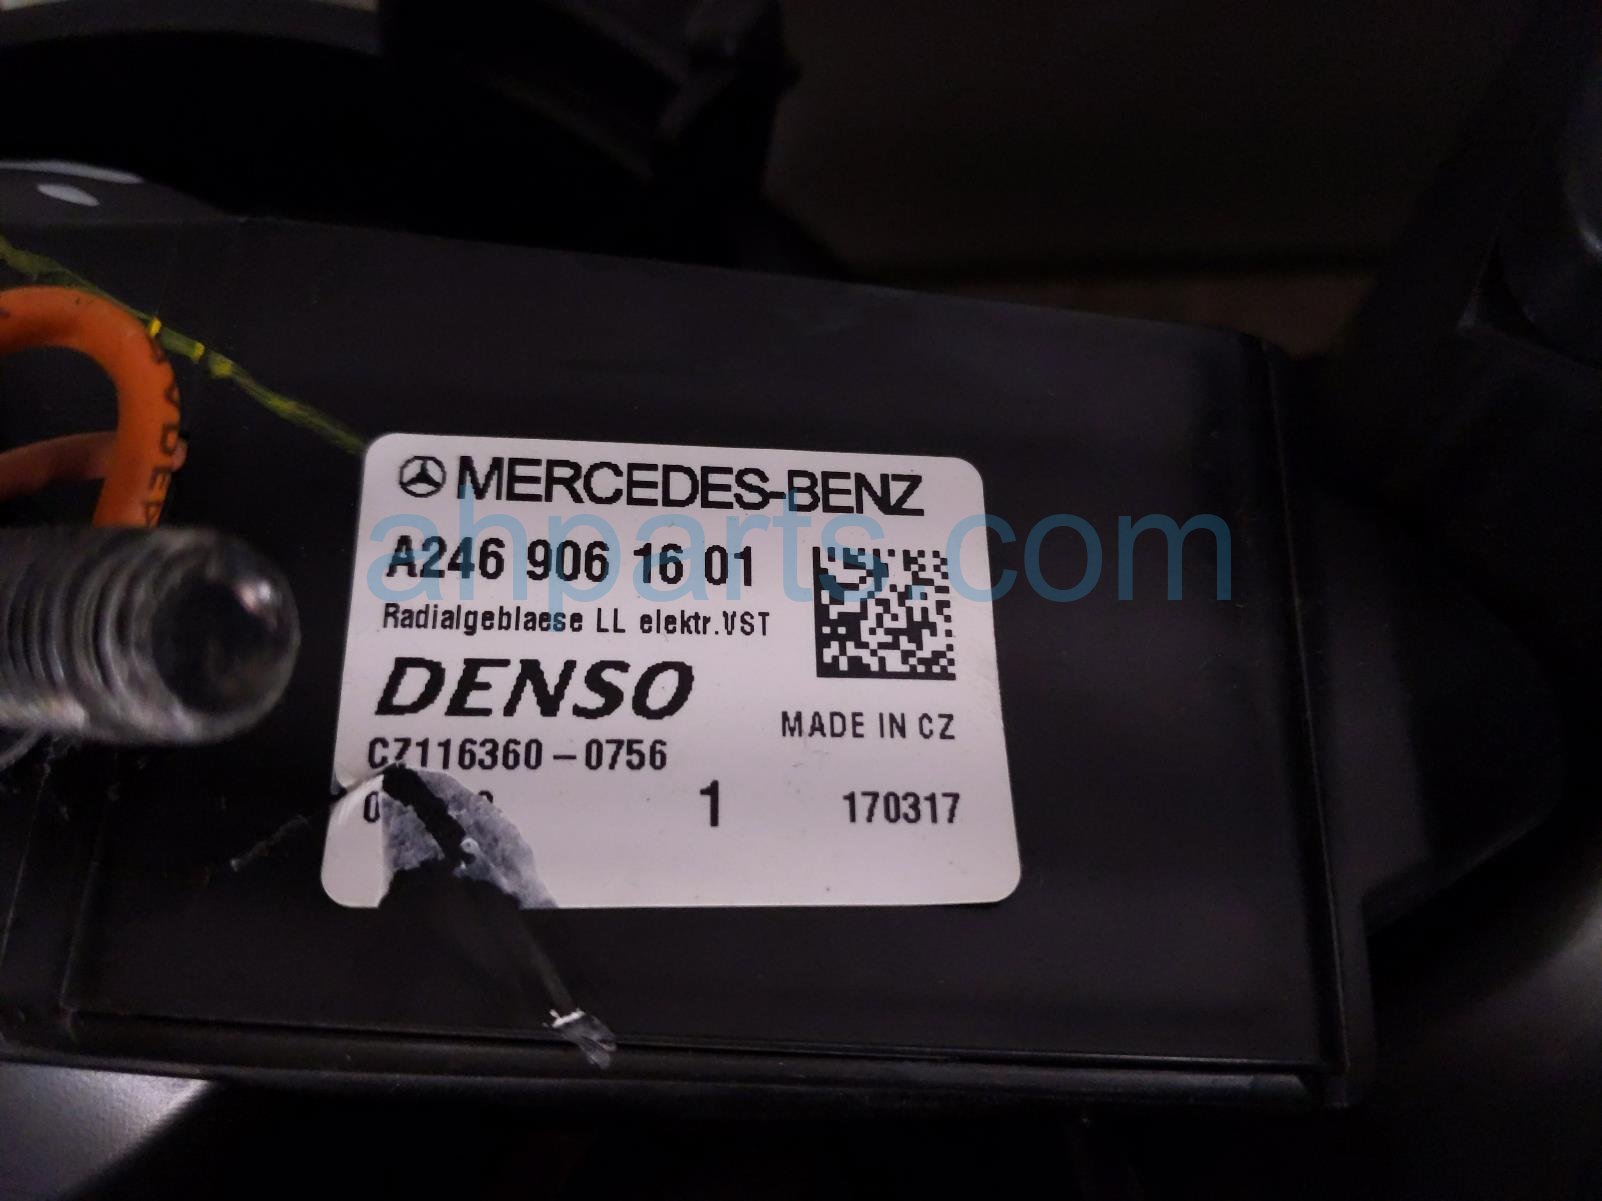 MERCEDES-BENZ
A246 906 16 01
Radialgeblaese LL elektr.VST
DENSO
MADE IN CZ
CZ116360-0756
1 170317
ahparts.com